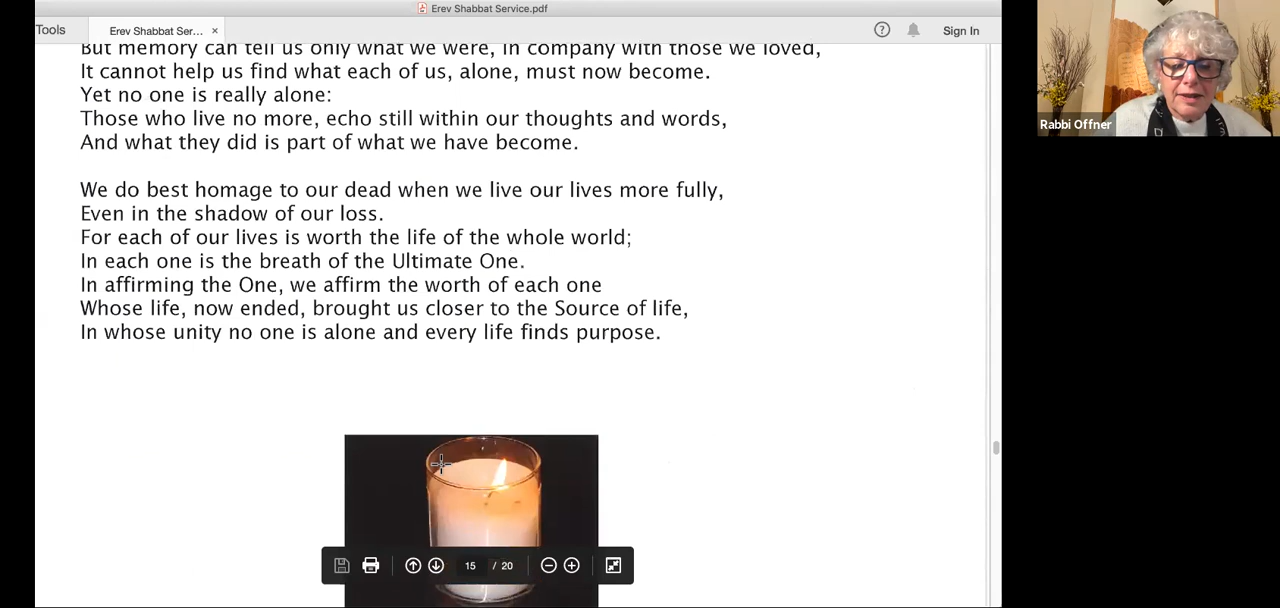 Erev Shabbat Service.pdf
Tools
Erev Shabbat Ser... ×
? Sign In
But memory can tell us only what we were, in company with those we loved,
It cannot help us find what each of us, alone, must now become.
Yet no one is really alone:
Those who live no more, echo still within our thoughts and words,
And what they did is part of what we have become.
We do best homage to our dead when we live our lives more fully,
Even in the shadow of our loss.
For each of our lives is worth the life of the whole world;
In each one is the breath of the Ultimate One.
In affirming the One, we affirm the worth of each one
Whose life, now ended, brought us closer to the Source of life,
In whose unity no one is alone and every life finds purpose.
15 / 20
Rabbi Offner